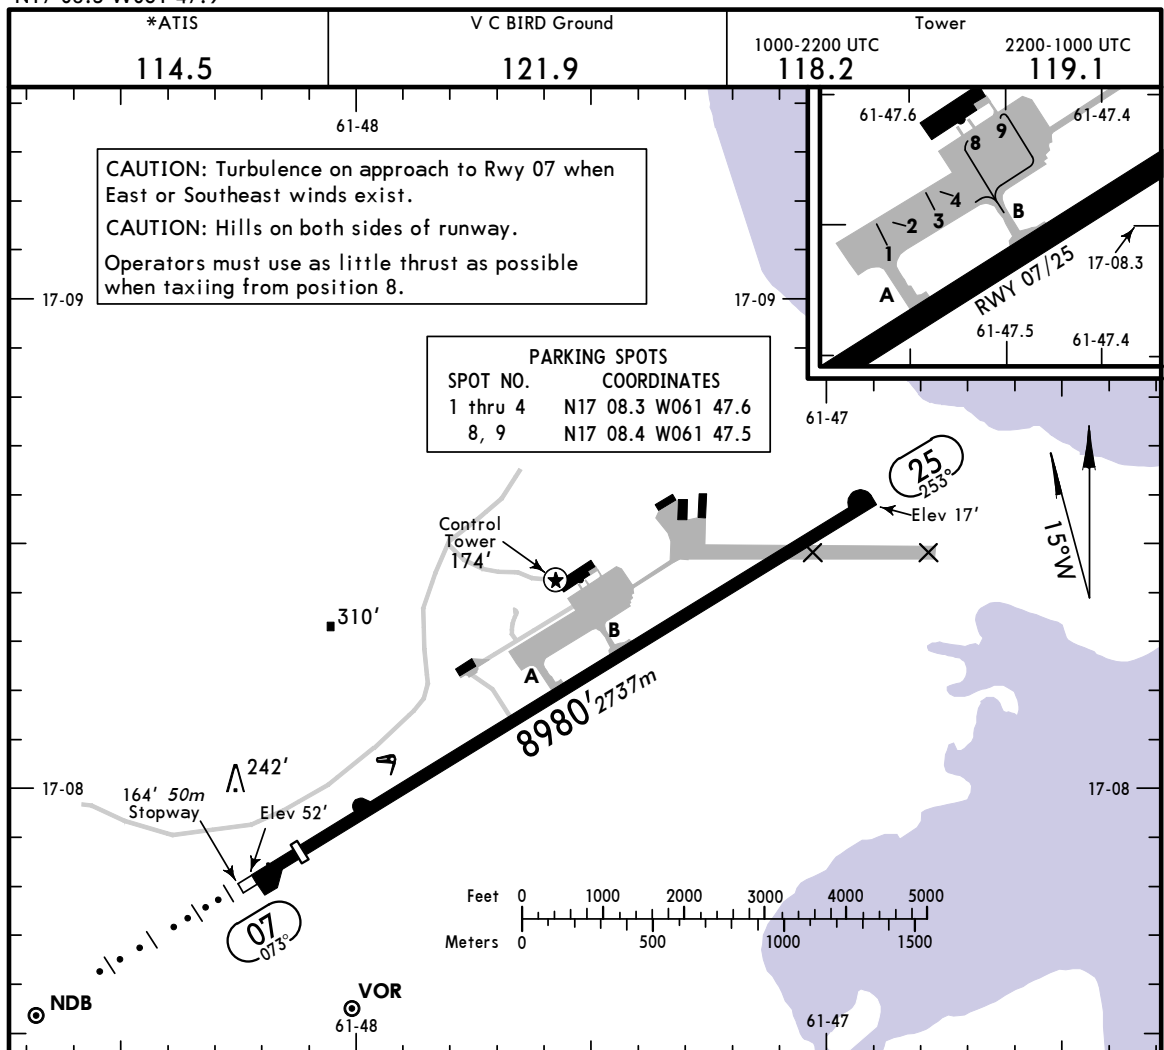 *ATIS
114.5
V C BIRD Ground
121.9
Tower
1000-2200 UTC
118.2
2200-1000 UTC
119.1
61-48
CAUTION: Turbulence on approach to Rwy 07 when
East or Southeast winds exist.
CAUTION: Hills on both sides of runway.
Operators must use as little thrust as possible
when taxiing from position 8.
61-47.6
61-47.4
8
9
1
2
3
4
A
B
RWY 07/25
17-08.3
61-47.5
61-47.4
17-09
17-09
PARKING SPOTS
SPOT NO. COORDINATES
1 thru 4 N17 08.3 W061 47.6
8, 9 N17 08.4 W061 47.5
61-47
25
253°
Elev 17'
15°W
Control
Tower
174'
310'
B
A
8980' 2737m
242'
17-08
17-08
164' 50m
Stopway
Elev 52'
07
073°
Feet 0 1000 2000 3000 4000 5000
Meters 0 500 1000 1500
NDB
VOR
61-48
61-47